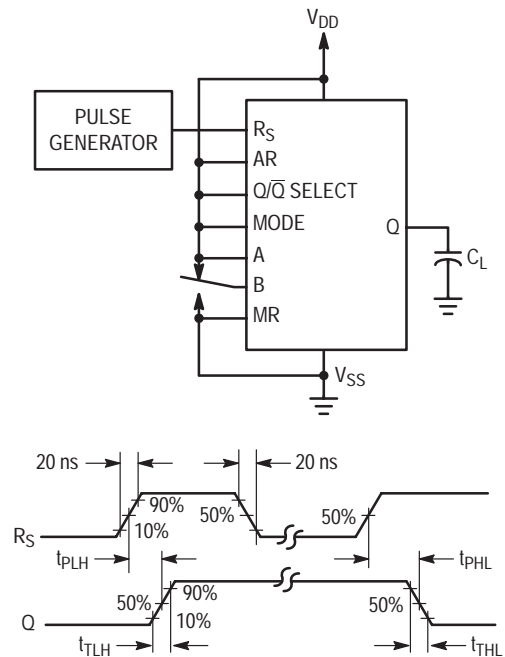 V_DD
PULSE
GENERATOR
R_S
AR
Q/Q̅ SELECT
MODE
A
B
MR
Q
C_L
V_SS
20 ns
20 ns
90%
10%
50%
50%
R_S
t_PLH
t_PHL
90%
50%
10%
50%
Q
t_TLH
t_THL